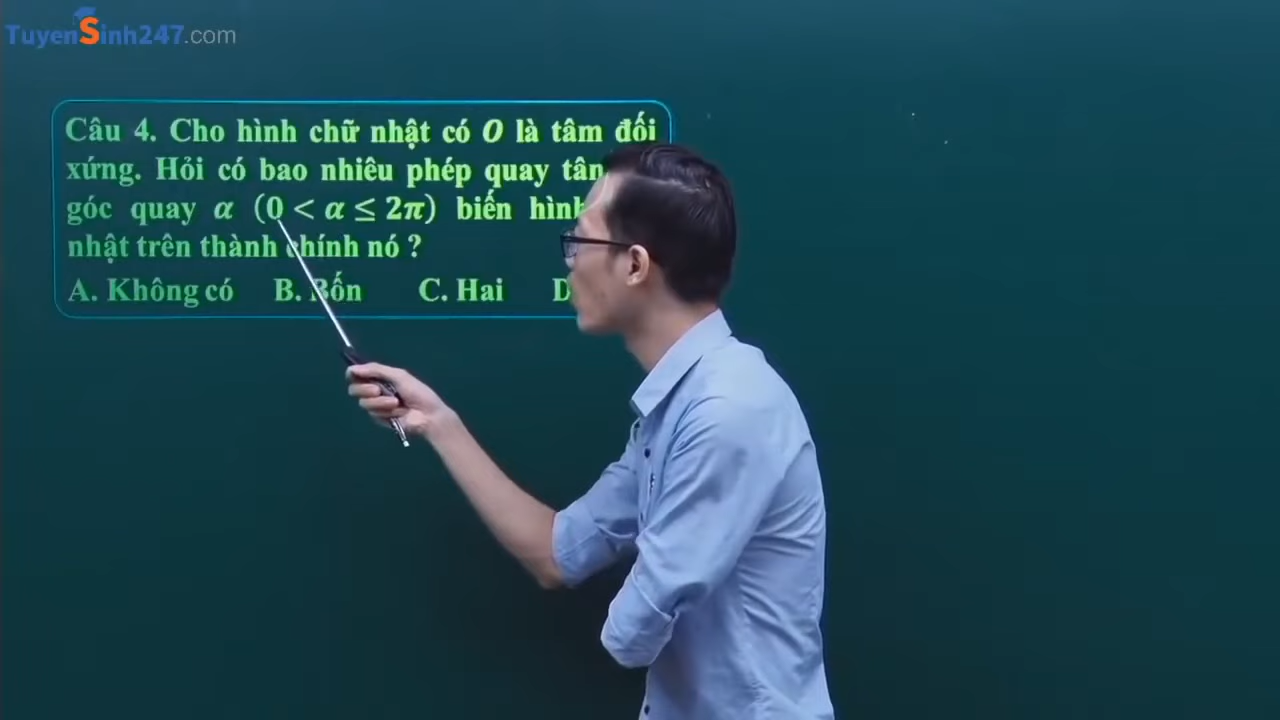 TuyenSinh247.com
Câu 4. Cho hình chữ nhật có O là tâm đối
xứng. Hỏi có bao nhiêu phép quay tâm
góc quay α (0 < α ≤ 2π) biến hình
nhật trên thành chính nó ?
A. Không có B. Bốn C. Hai D